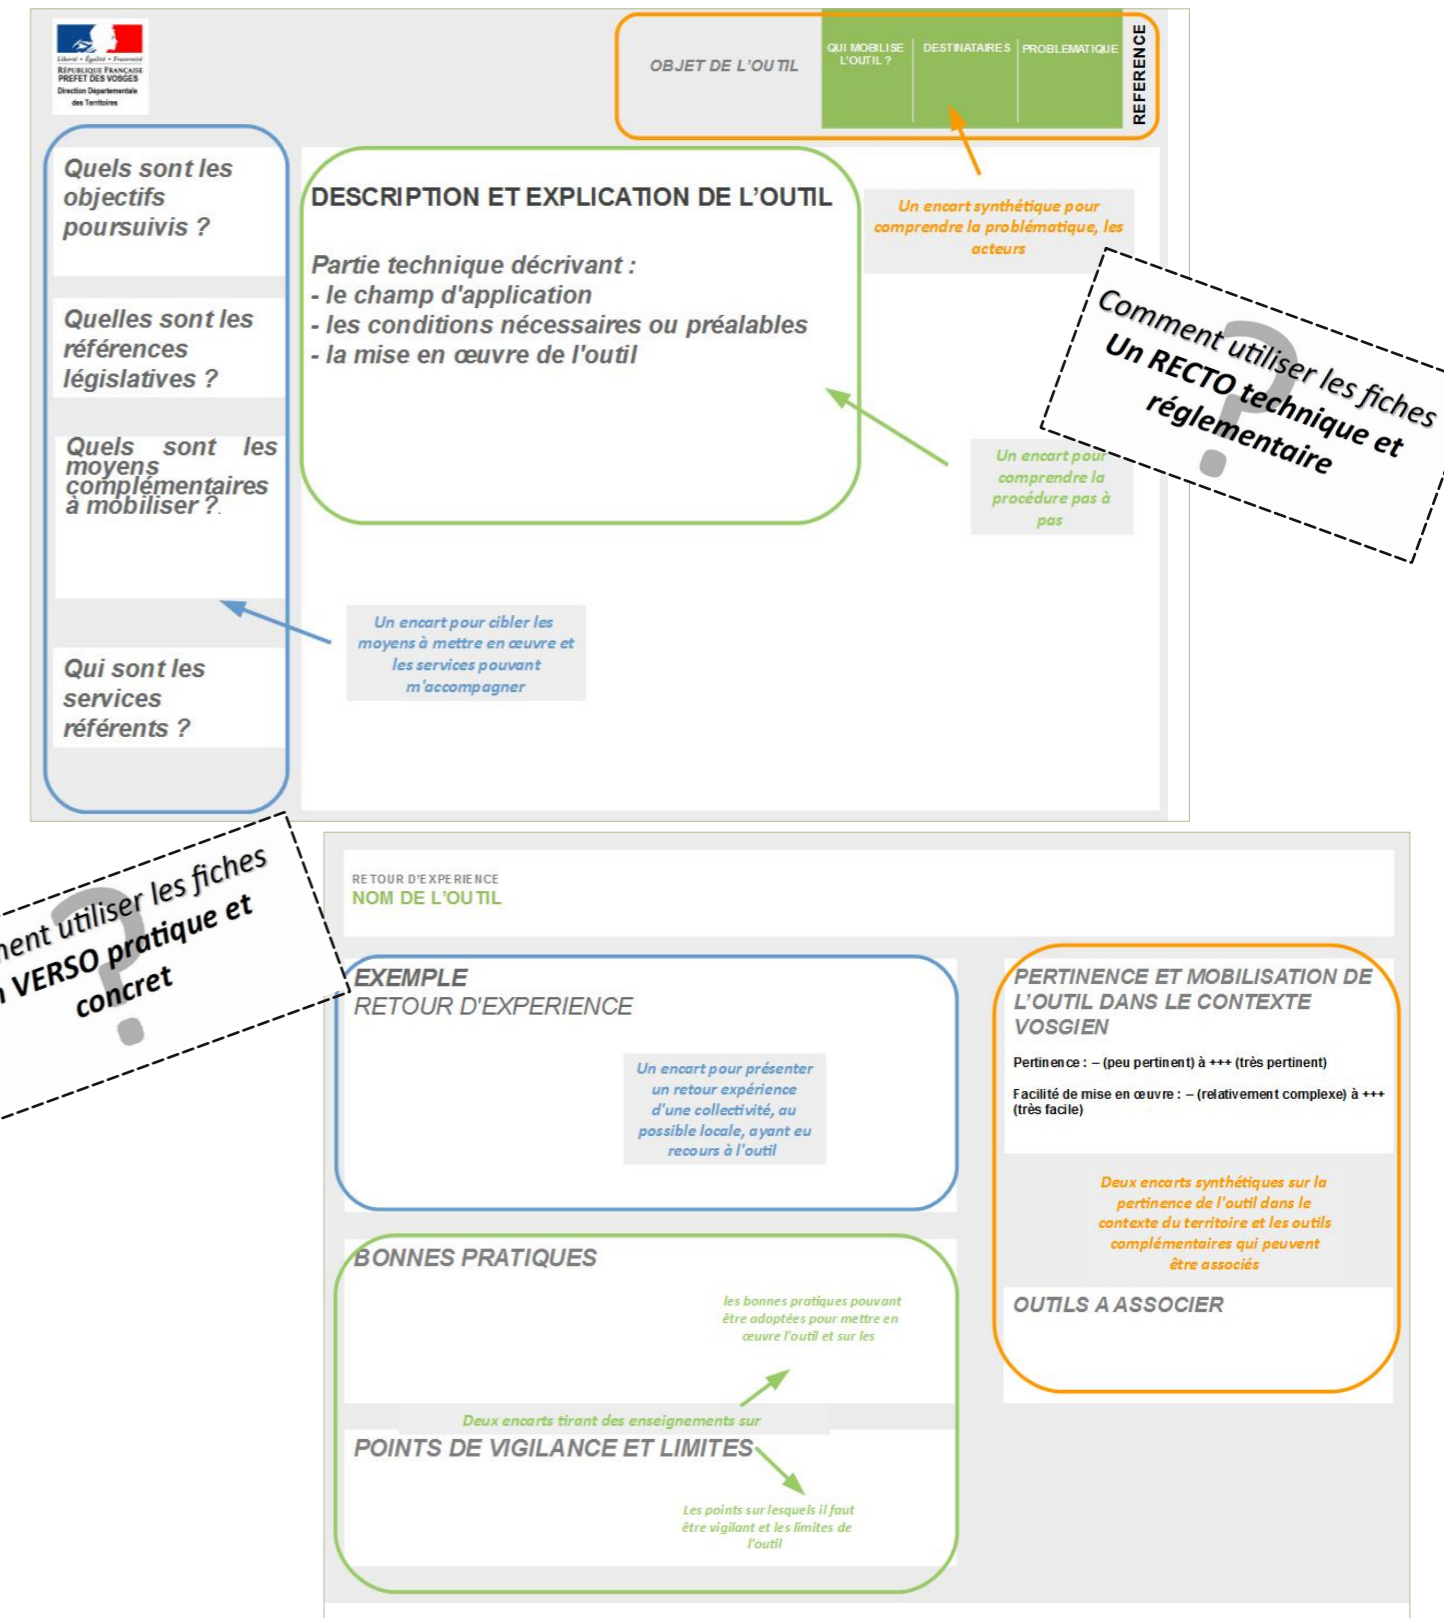 Liberté • Égalité • Fraternité
RÉPUBLIQUE FRANÇAISE
PREFET DES VOSGES
Direction Départementale
des Territoires
OBJET DE L'OUTIL
QUI MOBILISE
L'OUTIL ?
DESTINATAIRES
PROBLEMATIQUE
REFERENCE
Quels sont les
objectifs
poursuivis ?
Quelles sont les
références
législatives ?
Quels sont les
moyens
complémentaires
à mobiliser ?.
Qui sont les
services
référents ?
DESCRIPTION ET EXPLICATION DE L'OUTIL
Partie technique décrivant :
- le champ d'application
- les conditions nécessaires ou préalables
- la mise en œuvre de l'outil
Un encart synthétique pour
comprendre la problématique, les
acteurs
Comment utiliser les fiches
Un RECTO technique et
réglementaire
?
Un encart pour
comprendre la
procédure pas à
pas
Un encart pour cibler les
moyens à mettre en œuvre et
les services pouvant
m'accompagner
ent utiliser les fiches
VERSO pratique et
concret
?
RETOUR D'EXPERIENCE
NOM DE L'OUTIL
EXEMPLE
RETOUR D'EXPERIENCE
Un encart pour présenter
un retour expérience
d'une collectivité, au
possible locale, ayant eu
recours à l'outil
BONNES PRATIQUES
les bonnes pratiques pouvant
être adoptées pour mettre en
œuvre l'outil et sur les
Deux encarts tirant des enseignements sur
POINTS DE VIGILANCE ET LIMITES
Les points sur lesquels il faut
être vigilant et les limites de
l'outil
PERTINENCE ET MOBILISATION DE
L'OUTIL DANS LE CONTEXTE
VOSGIEN
Pertinence : – (peu pertinent) à +++ (très pertinent)
Facilité de mise en œuvre : – (relativement complexe) à +++
(très facile)
Deux encarts synthétiques sur la
pertinence de l'outil dans le
contexte du territoire et les outils
complémentaires qui peuvent
être associés
OUTILS A ASSOCIER